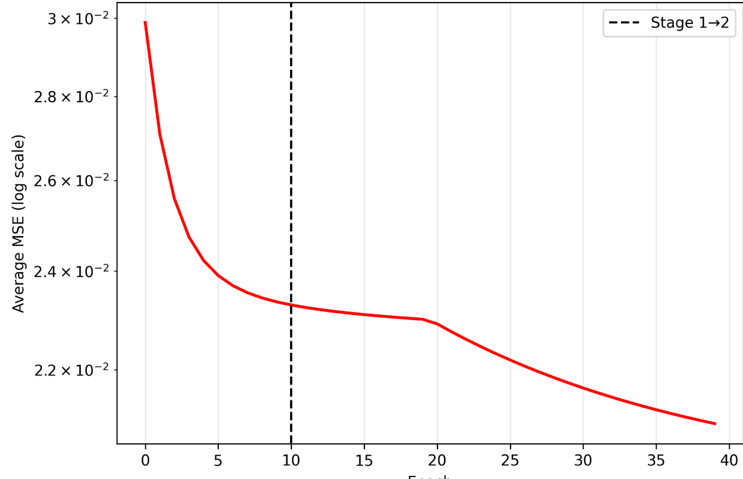 3 × 10⁻²
2.8 × 10⁻²
2.6 × 10⁻²
2.4 × 10⁻²
2.2 × 10⁻²
Average MSE (log scale)
Stage 1→2
0 5 10 15 20 25 30 35 40